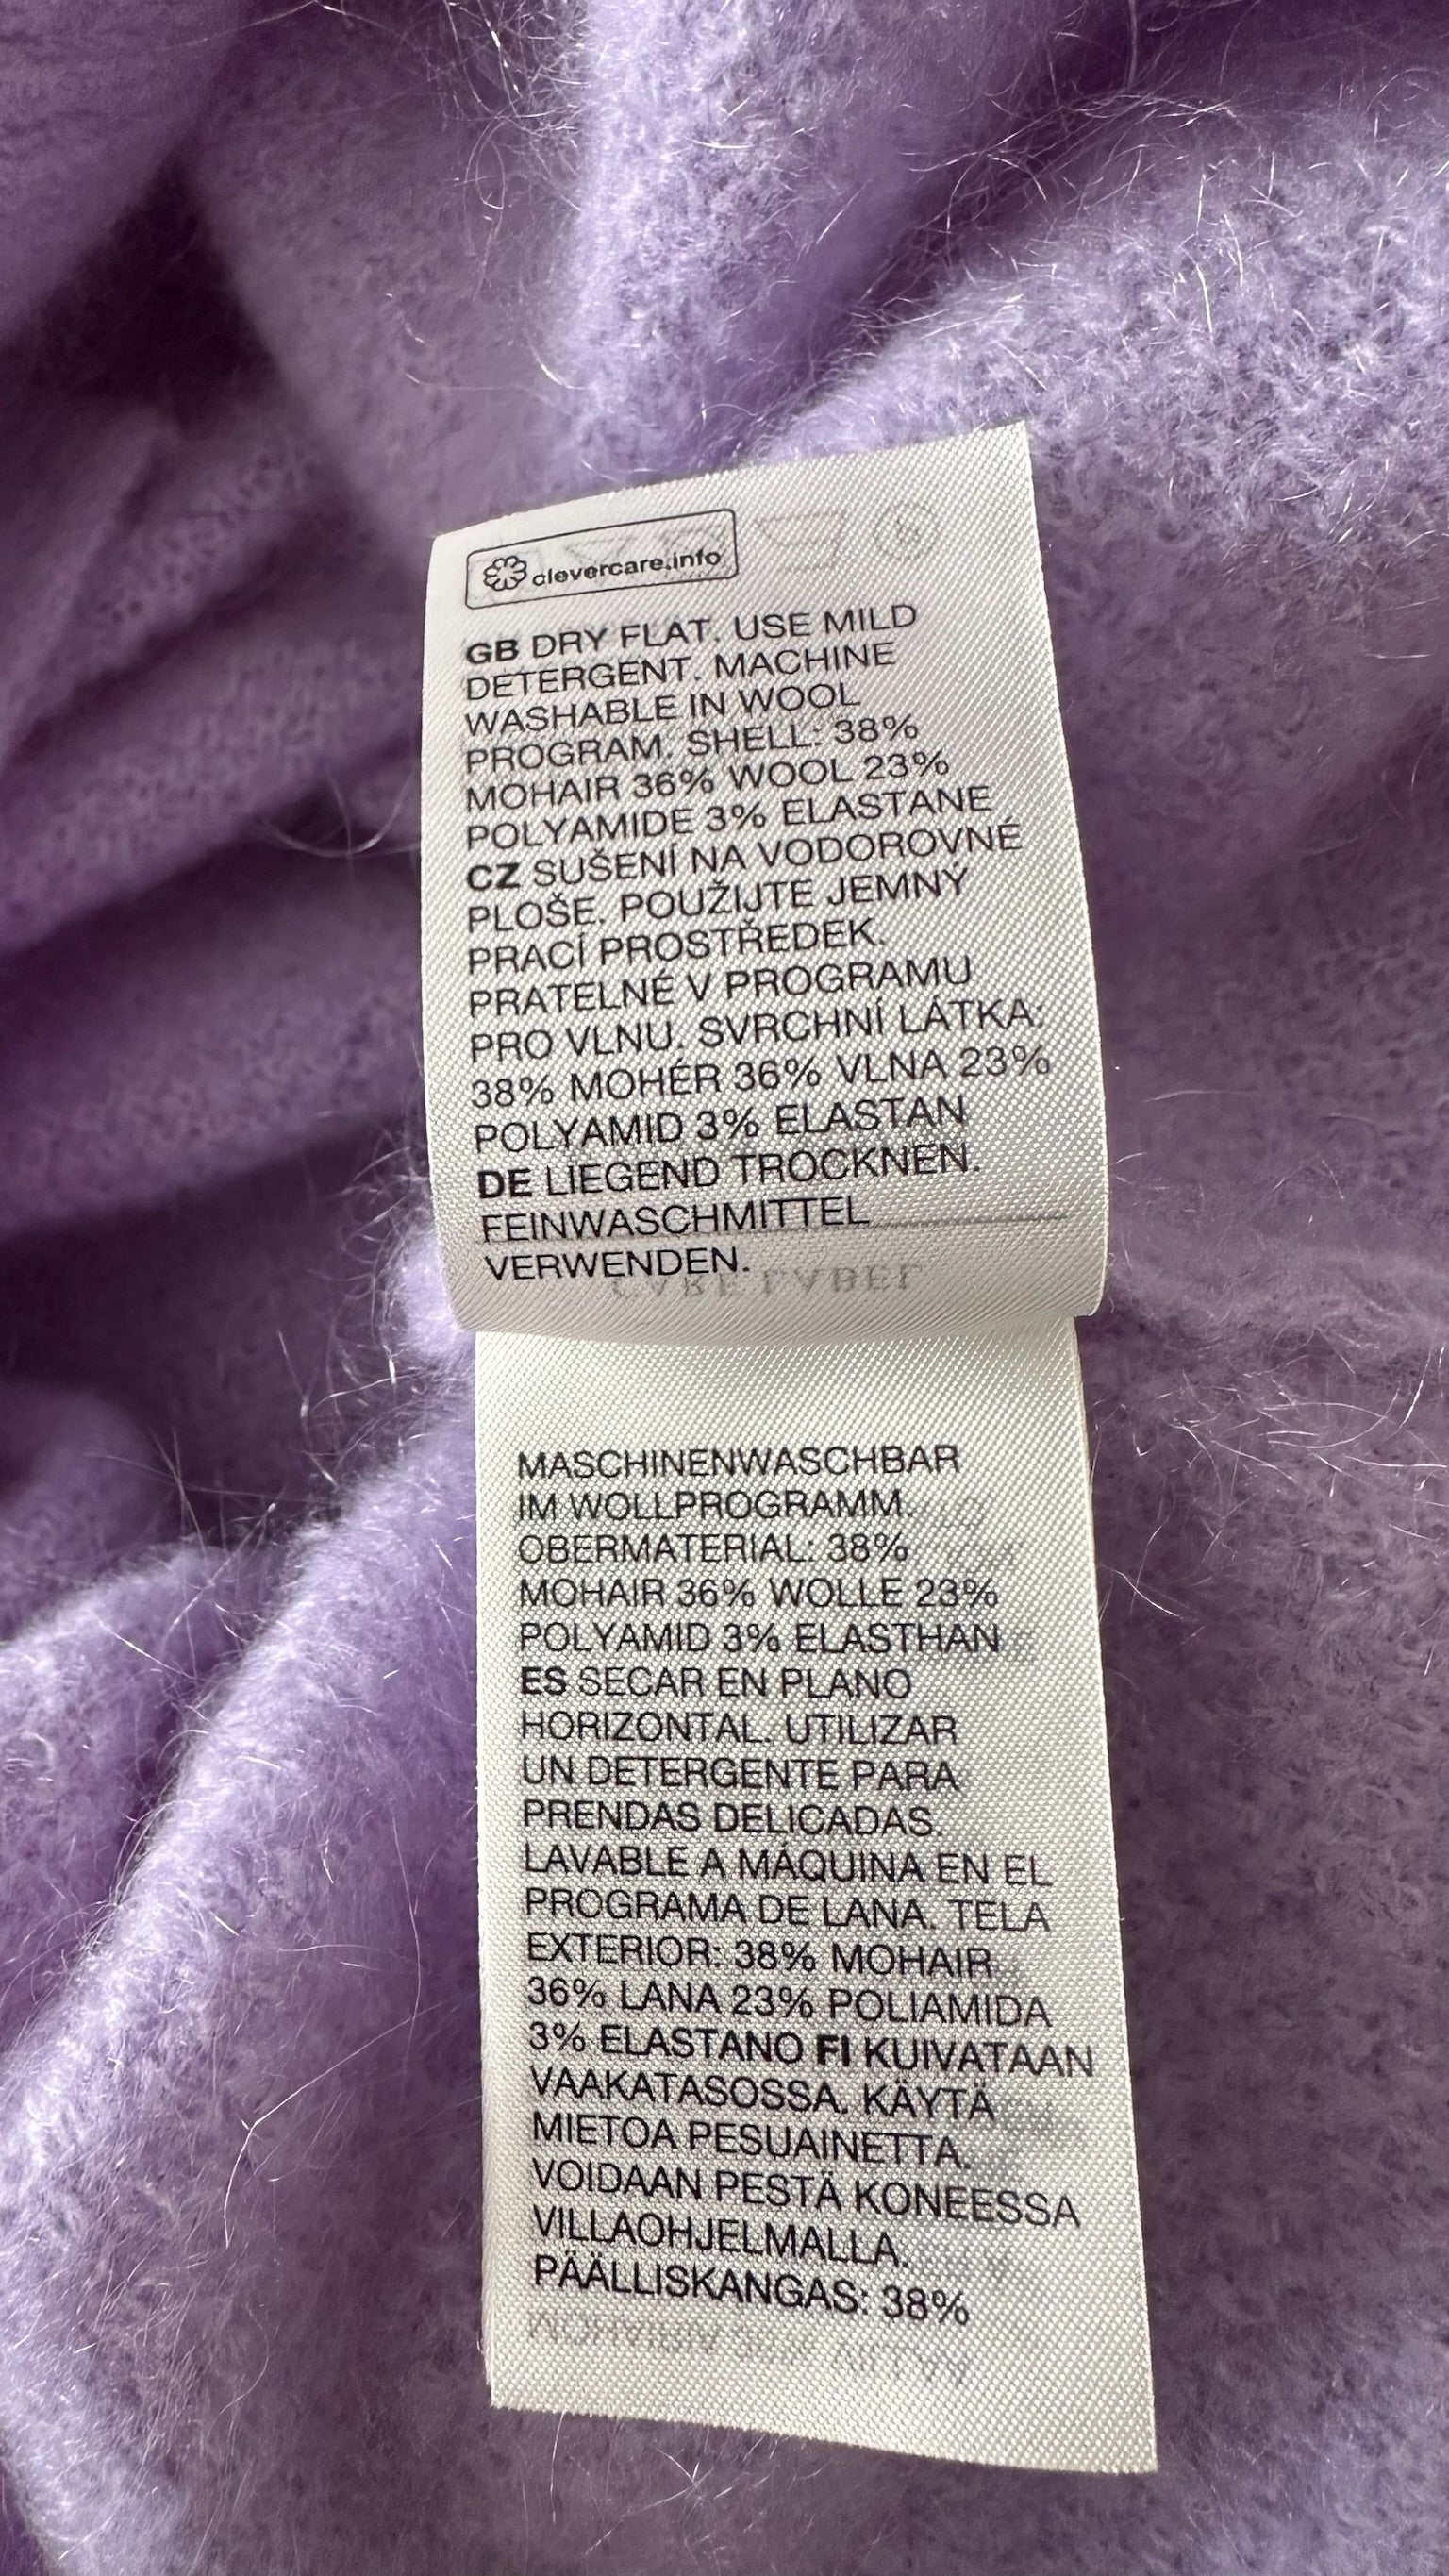 clevercare.info
GB DRY FLAT. USE MILD
DETERGENT. MACHINE
WASHABLE IN WOOL
PROGRAM. SHELL: 38%
MOHAIR 36% WOOL 23%
POLYAMIDE 3% ELASTANE
CZ SUŠENÍ NA VODOROVNÉ
PLOŠE. POUŽIJTE JEMNÝ
PRACÍ PROSTŘEDEK.
PRATELNÉ V PROGRAMU
PRO VLNU. SVRCHNÍ LÁTKA:
38% MOHÉR 36% VLNA 23%
POLYAMID 3% ELASTAN
DE LIEGEND TROCKNEN.
FEINWASCHMITTEL
VERWENDEN.
CARE LABEL
MASCHINENWASCHBAR
IM WOLLPROGRAMM.
OBERMATERIAL: 38%
MOHAIR 36% WOLLE 23%
POLYAMID 3% ELASTHAN
ES SECAR EN PLANO
HORIZONTAL. UTILIZAR
UN DETERGENTE PARA
PRENDAS DELICADAS.
LAVABLE A MÁQUINA EN EL
PROGRAMA DE LANA. TELA
EXTERIOR: 38% MOHAIR
36% LANA 23% POLIAMIDA
3% ELASTANO FI KUIVATAAN
VAAKATASOSSA. KÄYTÄ
MIETOA PESUAINETTA.
VOIDAAN PESTÄ KONEESSA
VILLAOHJELMALLA.
PÄÄLLISKANGAS: 38%